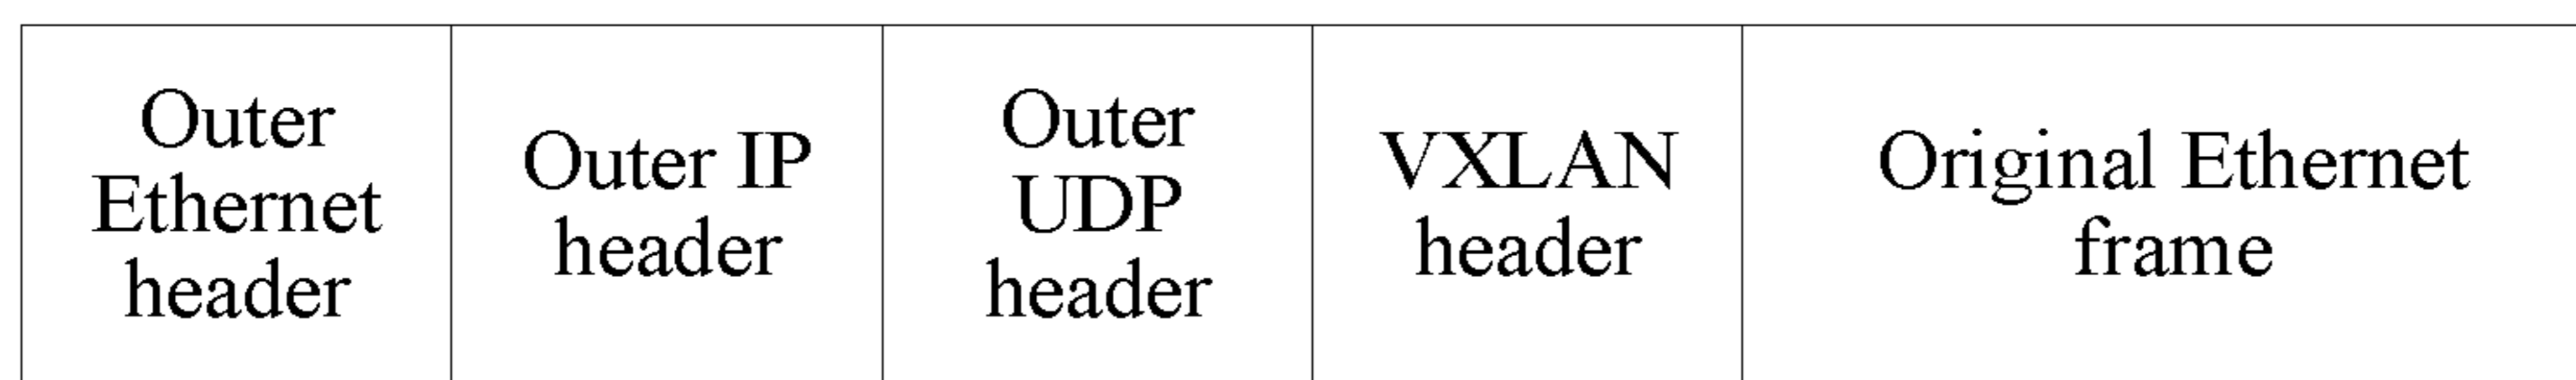 Outer
Ethernet
header
Outer IP
header
Outer
UDP
header
VXLAN
header
Original Ethernet
frame